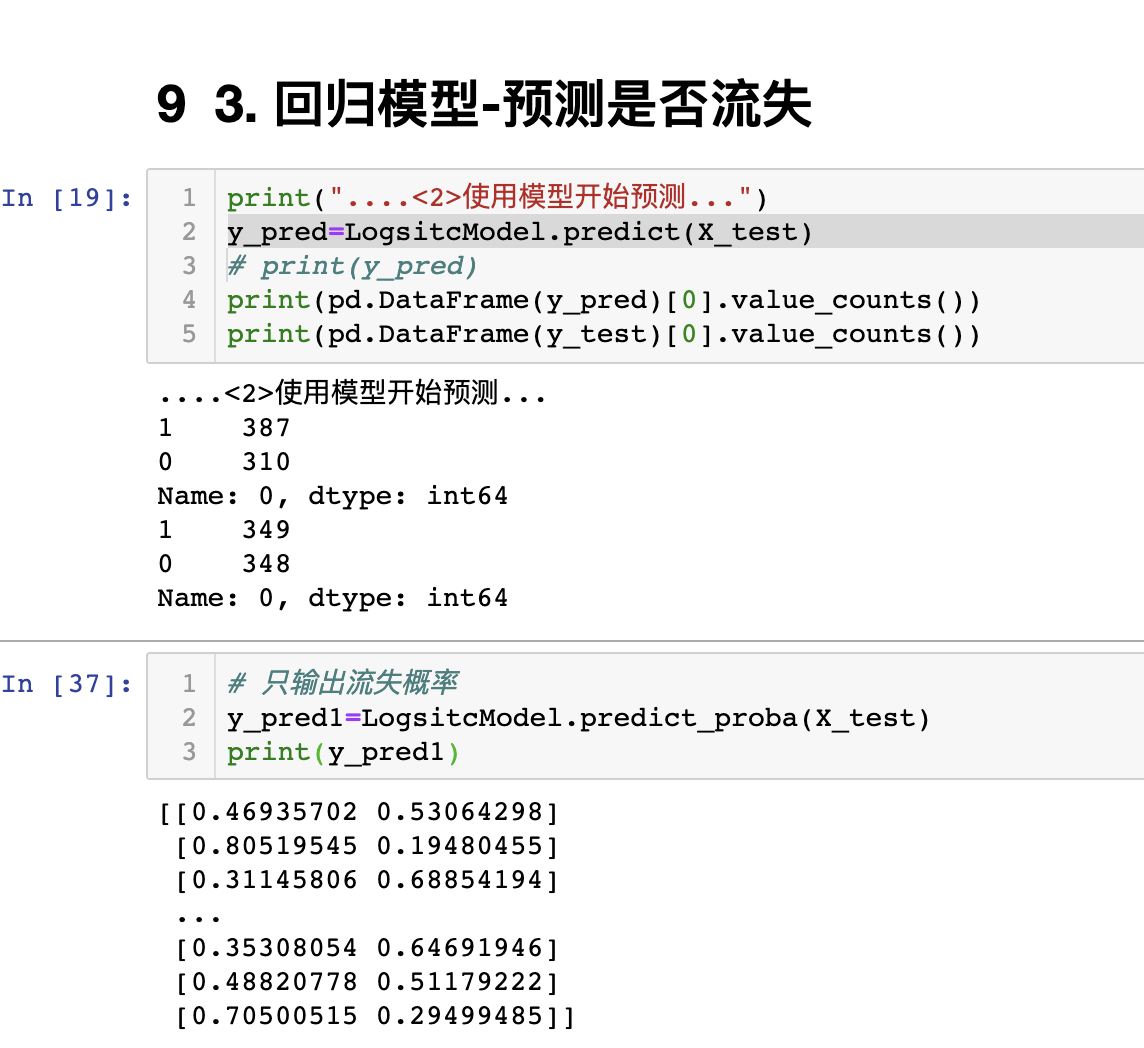 9 3. 回归模型-预测是否流失
In [19]:
1 print("....<2>使用模型开始预测...")
2 y_pred=LogsitcModel.predict(X_test)
3 # print(y_pred)
4 print(pd.DataFrame(y_pred)[0].value_counts())
5 print(pd.DataFrame(y_test)[0].value_counts())
....<2>使用模型开始预测...
1 387
0 310
Name: 0, dtype: int64
1 349
0 348
Name: 0, dtype: int64
In [37]:
1 # 只输出流失概率
2 y_pred1=LogsitcModel.predict_proba(X_test)
3 print(y_pred1)
[[0.46935702 0.53064298]
[0.80519545 0.19480455]
[0.31145806 0.68854194]
...
[0.35308054 0.64691946]
[0.48820778 0.51179222]
[0.70500515 0.29499485]]